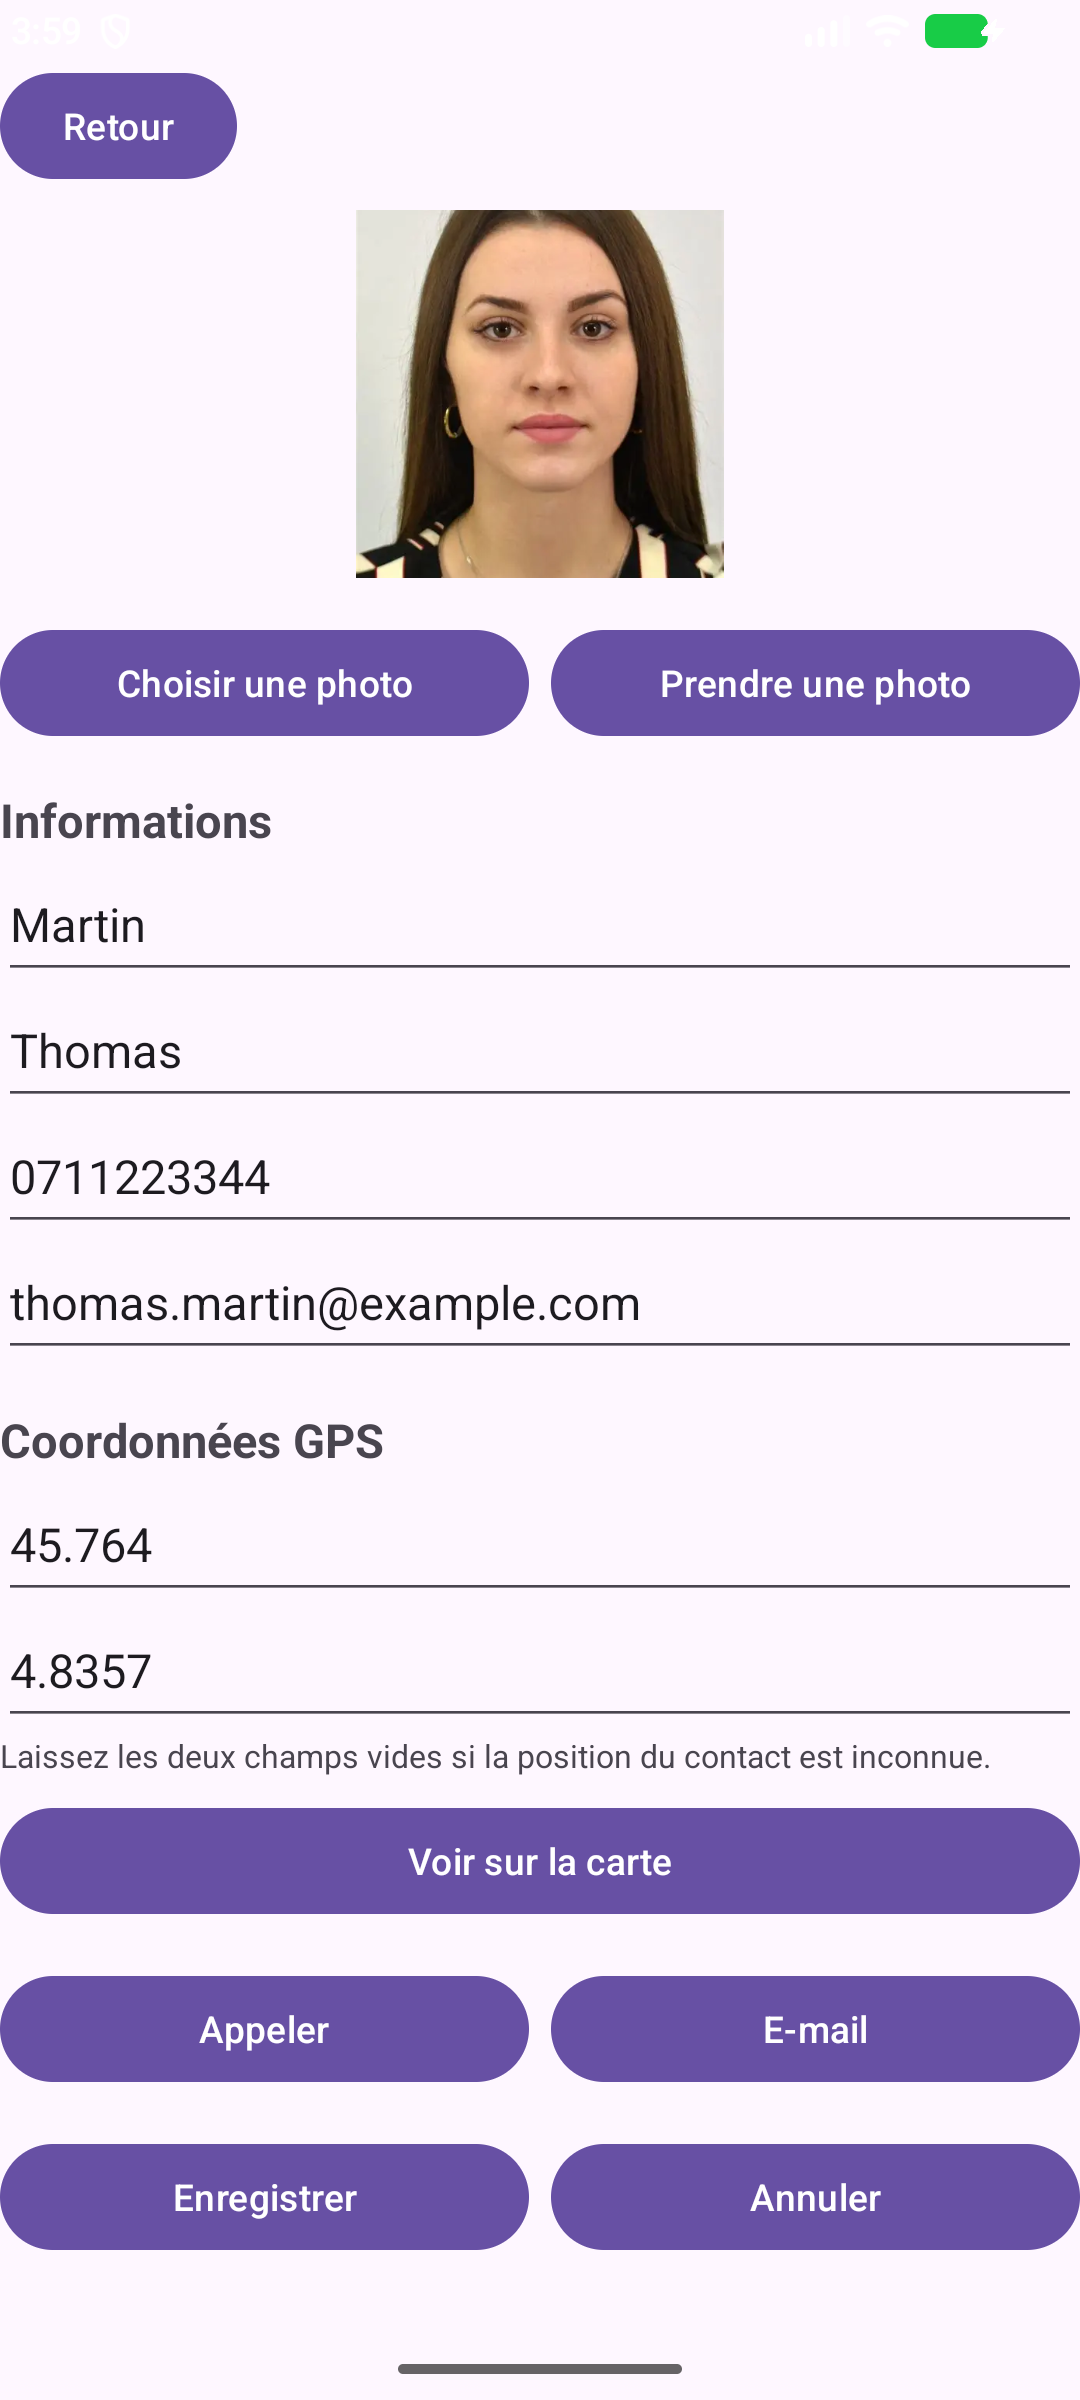 3:59
Retour
Choisir une photo
Prendre une photo
Informations
Martin
Thomas
0711223344
thomas.martin@example.com
Coordonnées GPS
45.764
4.8357
Laissez les deux champs vides si la position du contact est inconnue.
Voir sur la carte
Appeler
E-mail
Enregistrer
Annuler